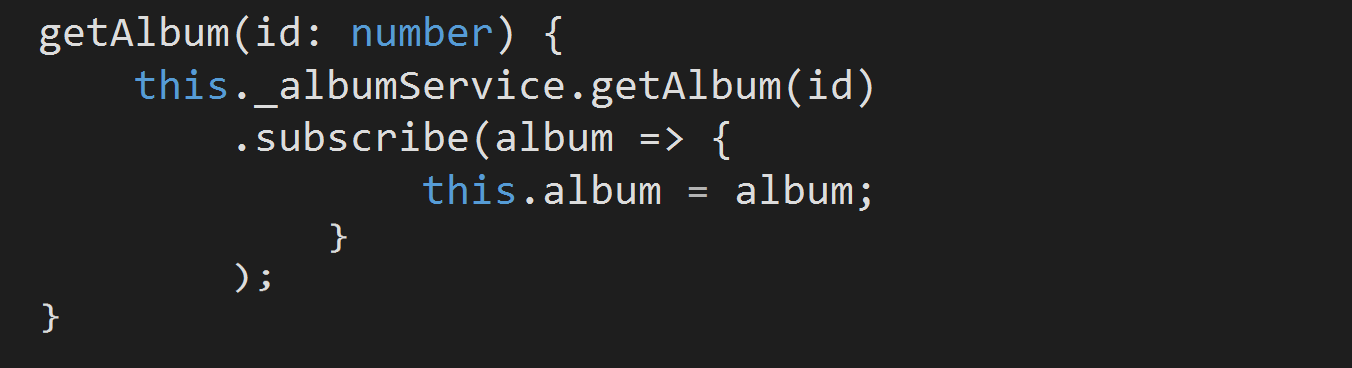 getAlbum(id: number) {
    this._albumService.getAlbum(id)
        .subscribe(album => {
                this.album = album;
            }
        );
}